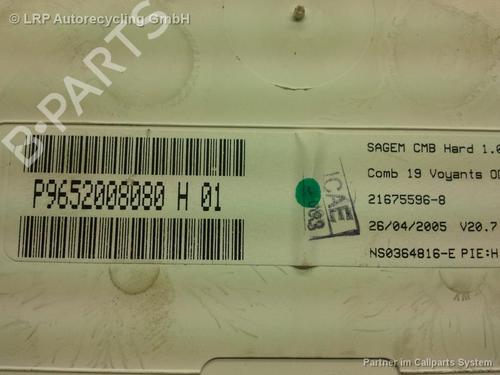 © LRP Autorecycling GmbH
B-PARTS
P9652008080 H 01
ICAE
SAGEM CMB Hard 1.0
Comb 19 Voyants
21675596-8
26/04/2005 V20.7
NS0364816-E PIE:H
Partner im Callparts System